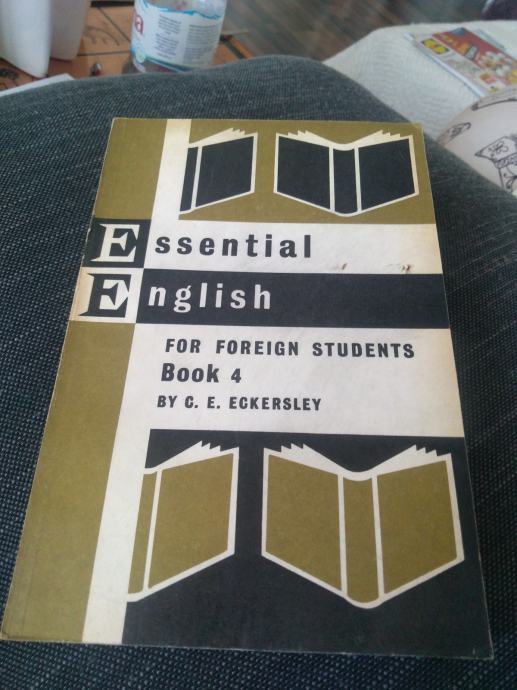 Essential
English
FOR FOREIGN STUDENTS
Book 4
BY C. E. ECKERSLEY